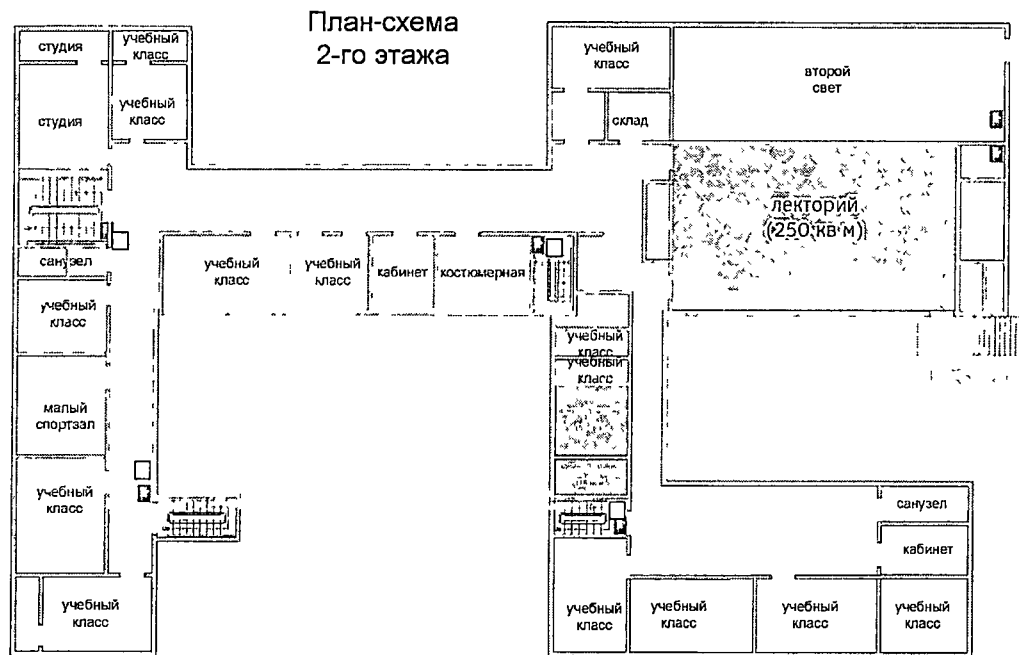 План-схема
2-го этажа
студия
учебный
класс
учебный
класс
второй
свет
студия
учебный
класс
склад
лекторий
(250 кв м)
санузел
учебный
класс
учебный
класс
кабинет
костюмерная
учебный
класс
учебный
класс
учебный
класс
малый
спортзал
учебный
класс
санузел
кабинет
учебный
класс
учебный
класс
учебный
класс
учебный
класс
учебный
класс